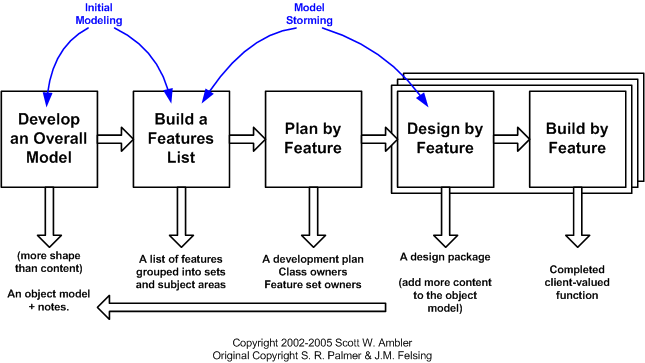 Initial
Modeling
Model
Storming
Develop
an Overall
Model
Build a
Features
List
Plan by
Feature
Design by
Feature
Build by
Feature
(more shape
than content)
An object model
+ notes.
A list of features
grouped into sets
and subject areas
A development plan
Class owners
Feature set owners
A design package
(add more content
to the object
model)
Completed
client-valued
function
Copyright 2002-2005 Scott W. Ambler
Original Copyright S. R. Palmer & J.M. Felsing